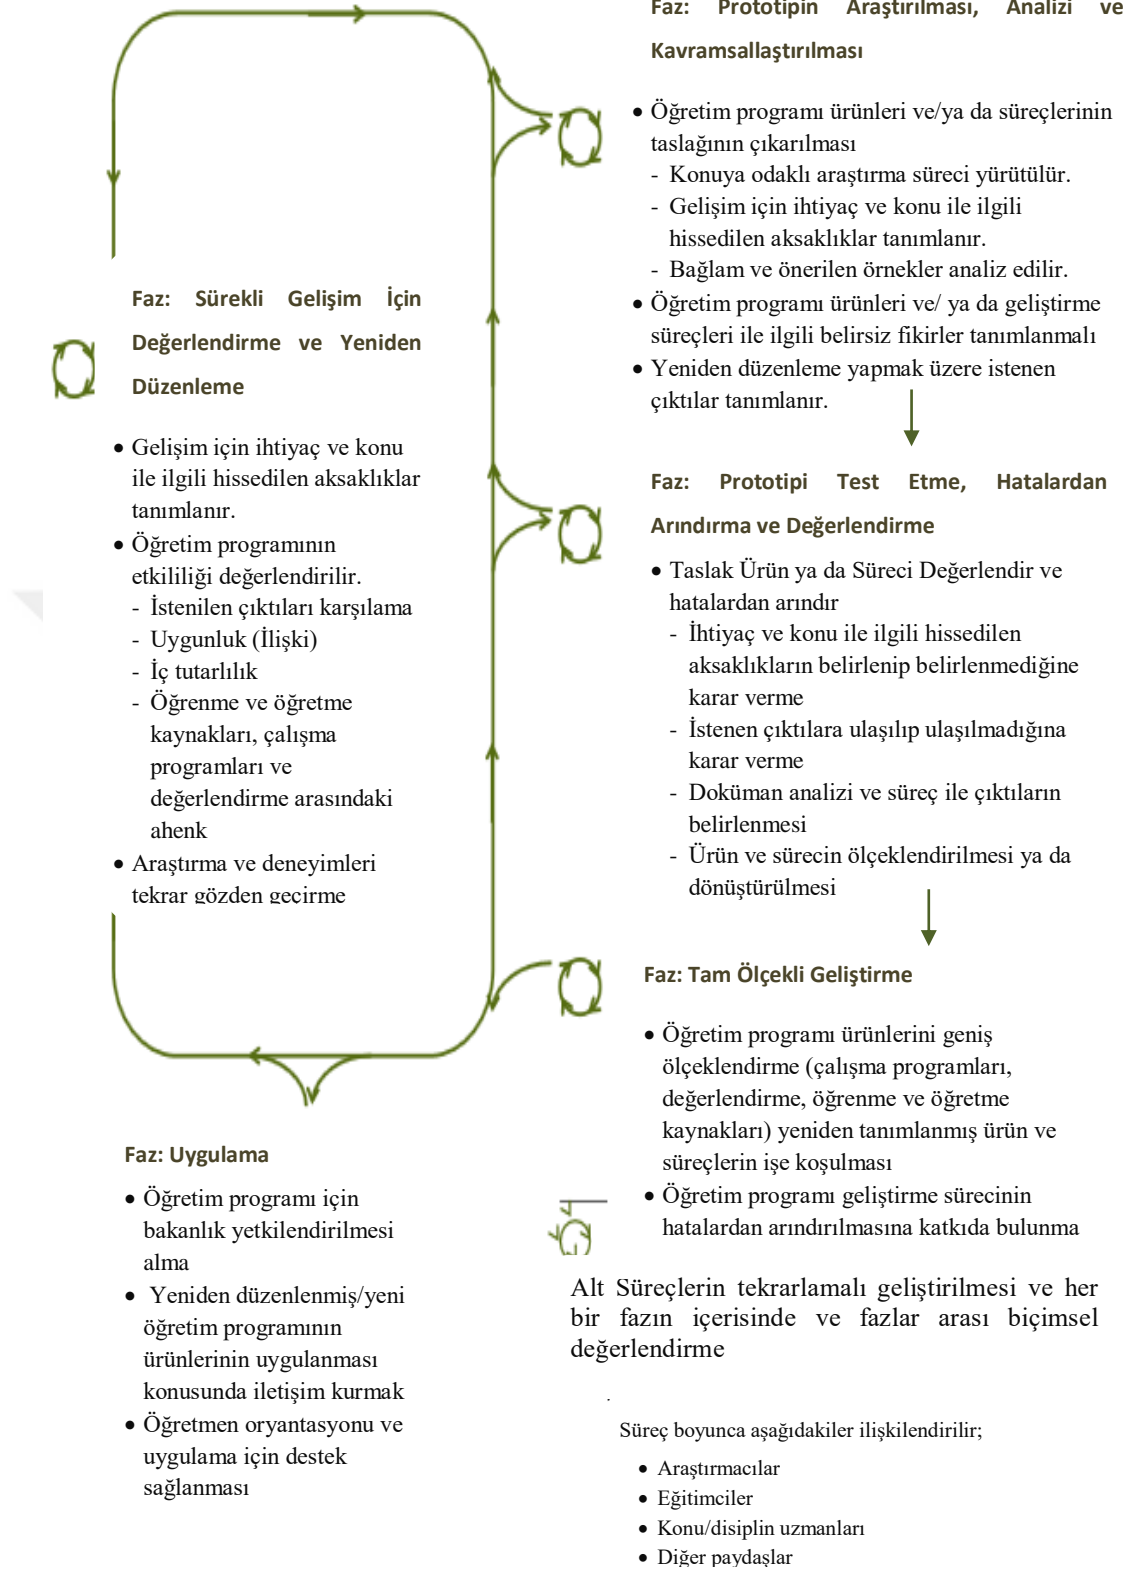 Faz: Prototipin Araştırılması, Analizi ve
Kavramsallaştırılması
• Öğretim programı ürünleri ve/ya da süreçlerinin
taslağının çıkarılması
- Konuya odaklı araştırma süreci yürütülür.
- Gelişim için ihtiyaç ve konu ile ilgili
hissedilen aksaklıklar tanımlanır.
- Bağlam ve önerilen örnekler analiz edilir.
• Öğretim programı ürünleri ve/ ya da geliştirme
süreçleri ile ilgili belirsiz fikirler tanımlanmalı
• Yeniden düzenleme yapmak üzere istenen
çıktılar tanımlanır.
Faz: Prototipi Test Etme, Hatalardan
Arındırma ve Değerlendirme
• Taslak Ürün ya da Süreci Değerlendir ve
hatalardan arındır
- İhtiyaç ve konu ile ilgili hissedilen
aksaklıkların belirlenip belirlenmediğine
karar verme
- İstenen çıktılara ulaşılıp ulaşılmadığına
karar verme
- Doküman analizi ve süreç ile çıktıların
belirlenmesi
- Ürün ve sürecin ölçeklendirilmesi ya da
dönüştürülmesi
Faz: Tam Ölçekli Geliştirme
• Öğretim programı ürünlerini geniş
ölçeklendirme (çalışma programları,
değerlendirme, öğrenme ve öğretme
kaynakları) yeniden tanımlanmış ürün ve
süreçlerin işe koşulması
• Öğretim programı geliştirme sürecinin
hatalardan arındırılmasına katkıda bulunma
Faz: Sürekli Gelişim İçin
Değerlendirme ve Yeniden
Düzenleme
• Gelişim için ihtiyaç ve konu
ile ilgili hissedilen aksaklıklar
tanımlanır.
• Öğretim programının
etkililiği değerlendirilir.
- İstenilen çıktıları karşılama
- Uygunluk (İlişki)
- İç tutarlılık
- Öğrenme ve öğretme
kaynakları, çalışma
programları ve
değerlendirme arasındaki
ahenk
• Araştırma ve deneyimleri
tekrar gözden geçirme
Faz: Uygulama
• Öğretim programı için
bakanlık yetkilendirilmesi
alma
• Yeniden düzenlenmiş/yeni
öğretim programının
ürünlerinin uygulanması
konusunda iletişim kurmak
• Öğretmen oryantasyonu ve
uygulama için destek
sağlanması
Alt Süreçlerin tekrarlamalı geliştirilmesi ve her
bir fazın içerisinde ve fazlar arası biçimsel
değerlendirme
.
Süreç boyunca aşağıdakiler ilişkilendirilir;
• Araştırmacılar
• Eğitimciler
• Konu/disiplin uzmanları
• Diğer paydaşlar